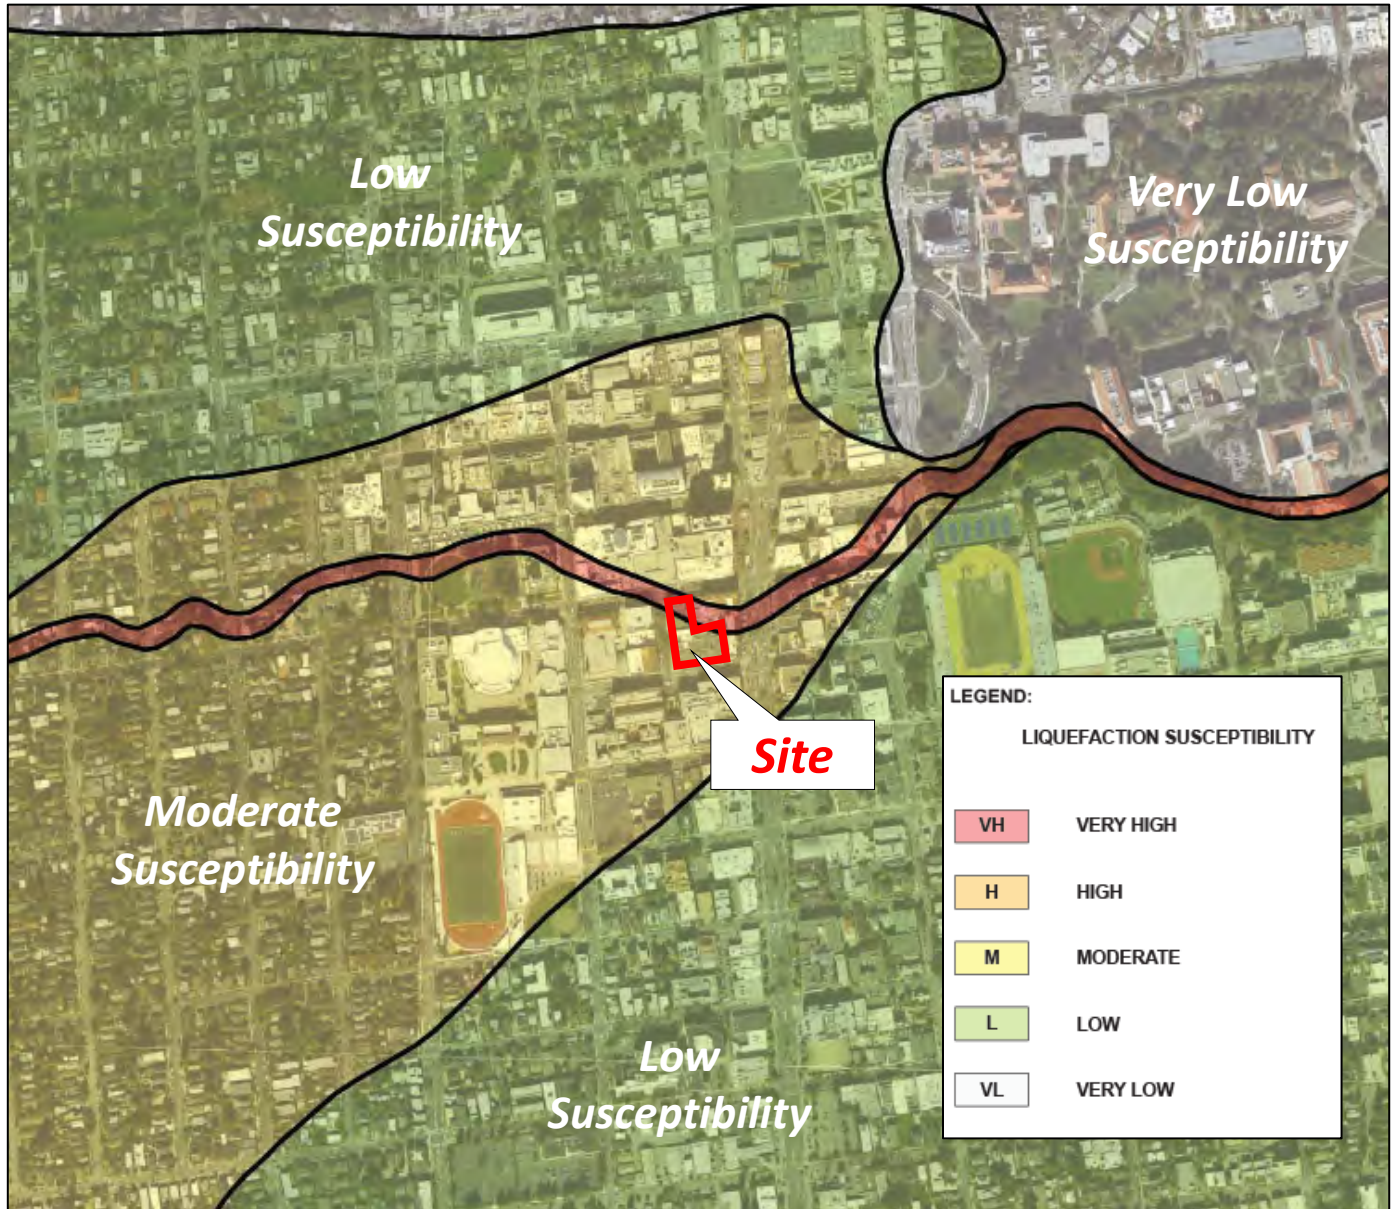 Low
Susceptibility
Very Low
Susceptibility
Site
Moderate
Susceptibility
Low
Susceptibility
LEGEND:
LIQUEFACTION SUSCEPTIBILITY
VH VERY HIGH
H HIGH
M MODERATE
L LOW
VL VERY LOW